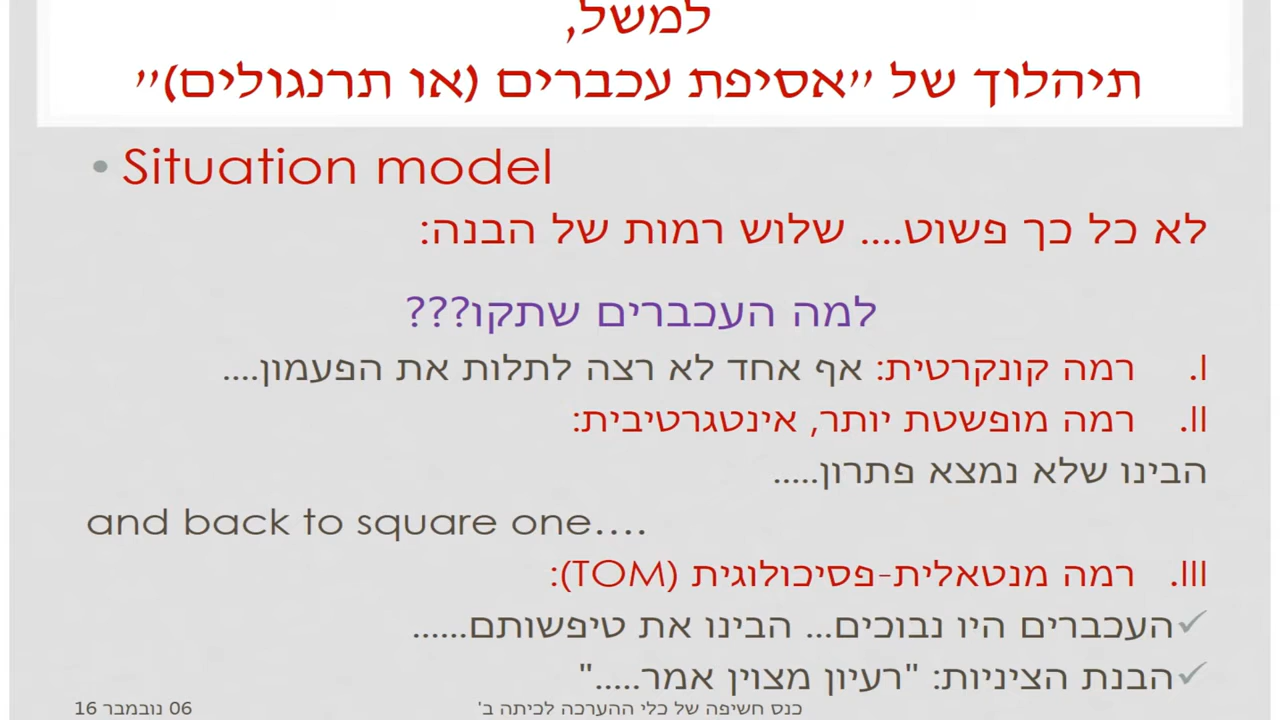 למשל,
תיהלוך של ״אסיפת עכברים (או תרנגולים)״
• Situation model
לא כל כך פשוט.... שלוש רמות של הבנה:
למה העכברים שתקו???
I. רמה קונקרטית: אף אחד לא רצה לתלות את הפעמון....
II. רמה מופשטת יותר, אינטגרטיבית:
הבינו שלא נמצא פתרון.....
and back to square one....
III. רמה מנטאלית-פסיכולוגית (TOM):
✓ העכברים היו נבוכים... הבינו את טיפשותם......
✓ הבנת הציניות: "רעיון מצוין אמר....."
כנס חשיפה של כלי ההערכה לכיתה ב'
06 נובמבר 16